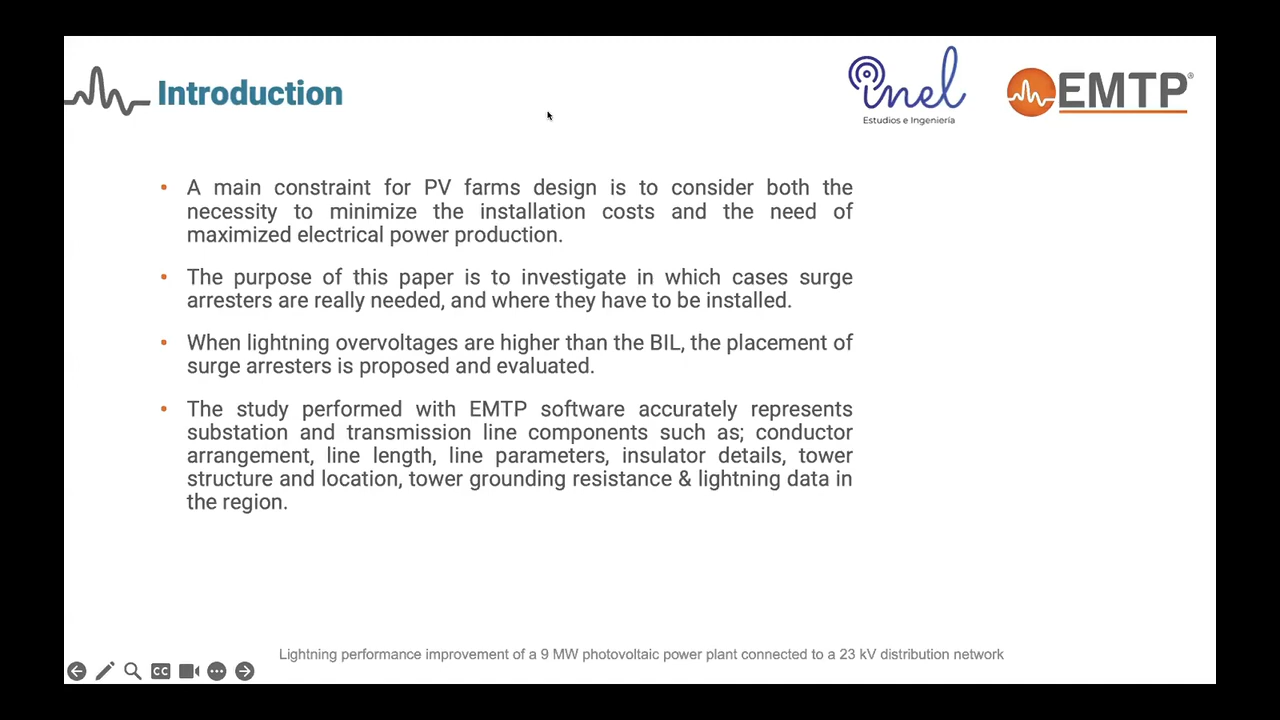 Introduction
inel
Estudios e Ingeniería
EMTP®
• A main constraint for PV farms design is to consider both the
necessity to minimize the installation costs and the need of
maximized electrical power production.
• The purpose of this paper is to investigate in which cases surge
arresters are really needed, and where they have to be installed.
• When lightning overvoltages are higher than the BIL, the placement of
surge arresters is proposed and evaluated.
• The study performed with EMTP software accurately represents
substation and transmission line components such as; conductor
arrangement, line length, line parameters, insulator details, tower
structure and location, tower grounding resistance & lightning data in
the region.
Lightning performance improvement of a 9 MW photovoltaic power plant connected to a 23 kV distribution network
CC